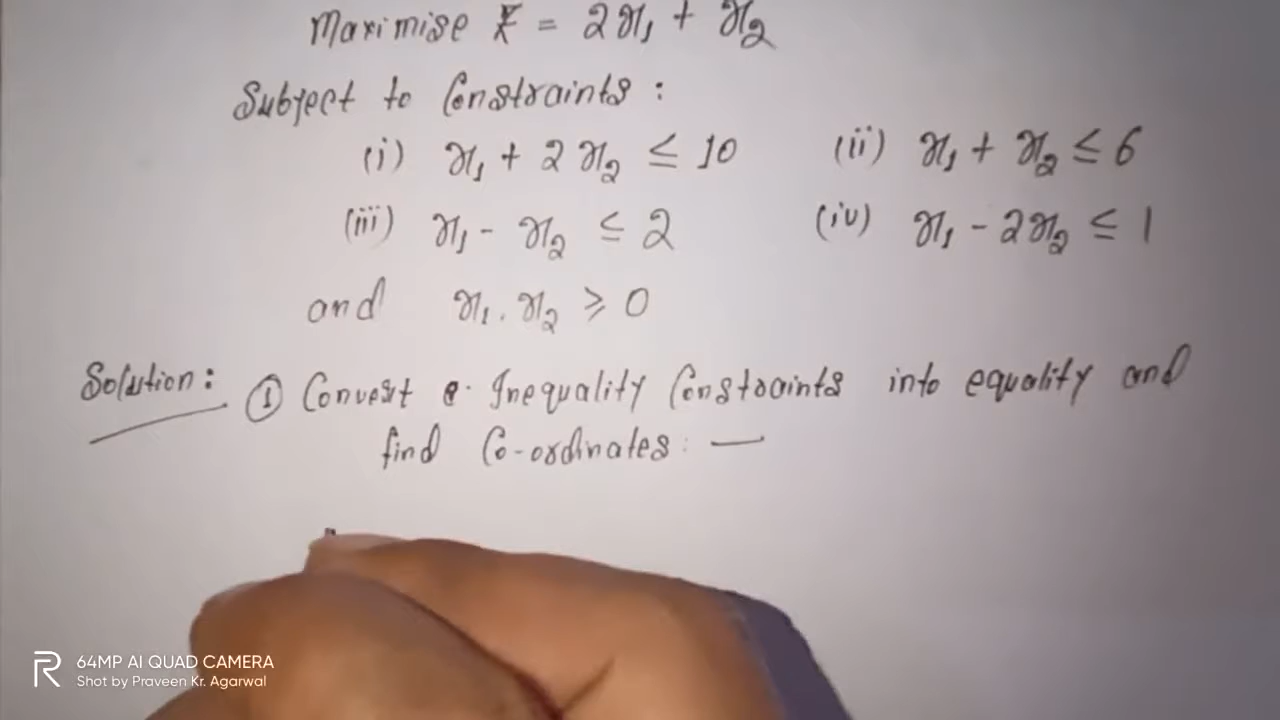 Maximise Z = 2x₁ + x₂
Subject to Constraints :
(i) x₁ + 2x₂ ≤ 10 (ii) x₁ + x₂ ≤ 6
(iii) x₁ - x₂ ≤ 2 (iv) x₁ - 2x₂ ≤ 1
and x₁, x₂ ≥ 0
Solution: ① Convert Inequality Constraints into equality and
find Co-ordinates: —
64MP AI QUAD CAMERA
Shot by Praveen Kr. Agarwal